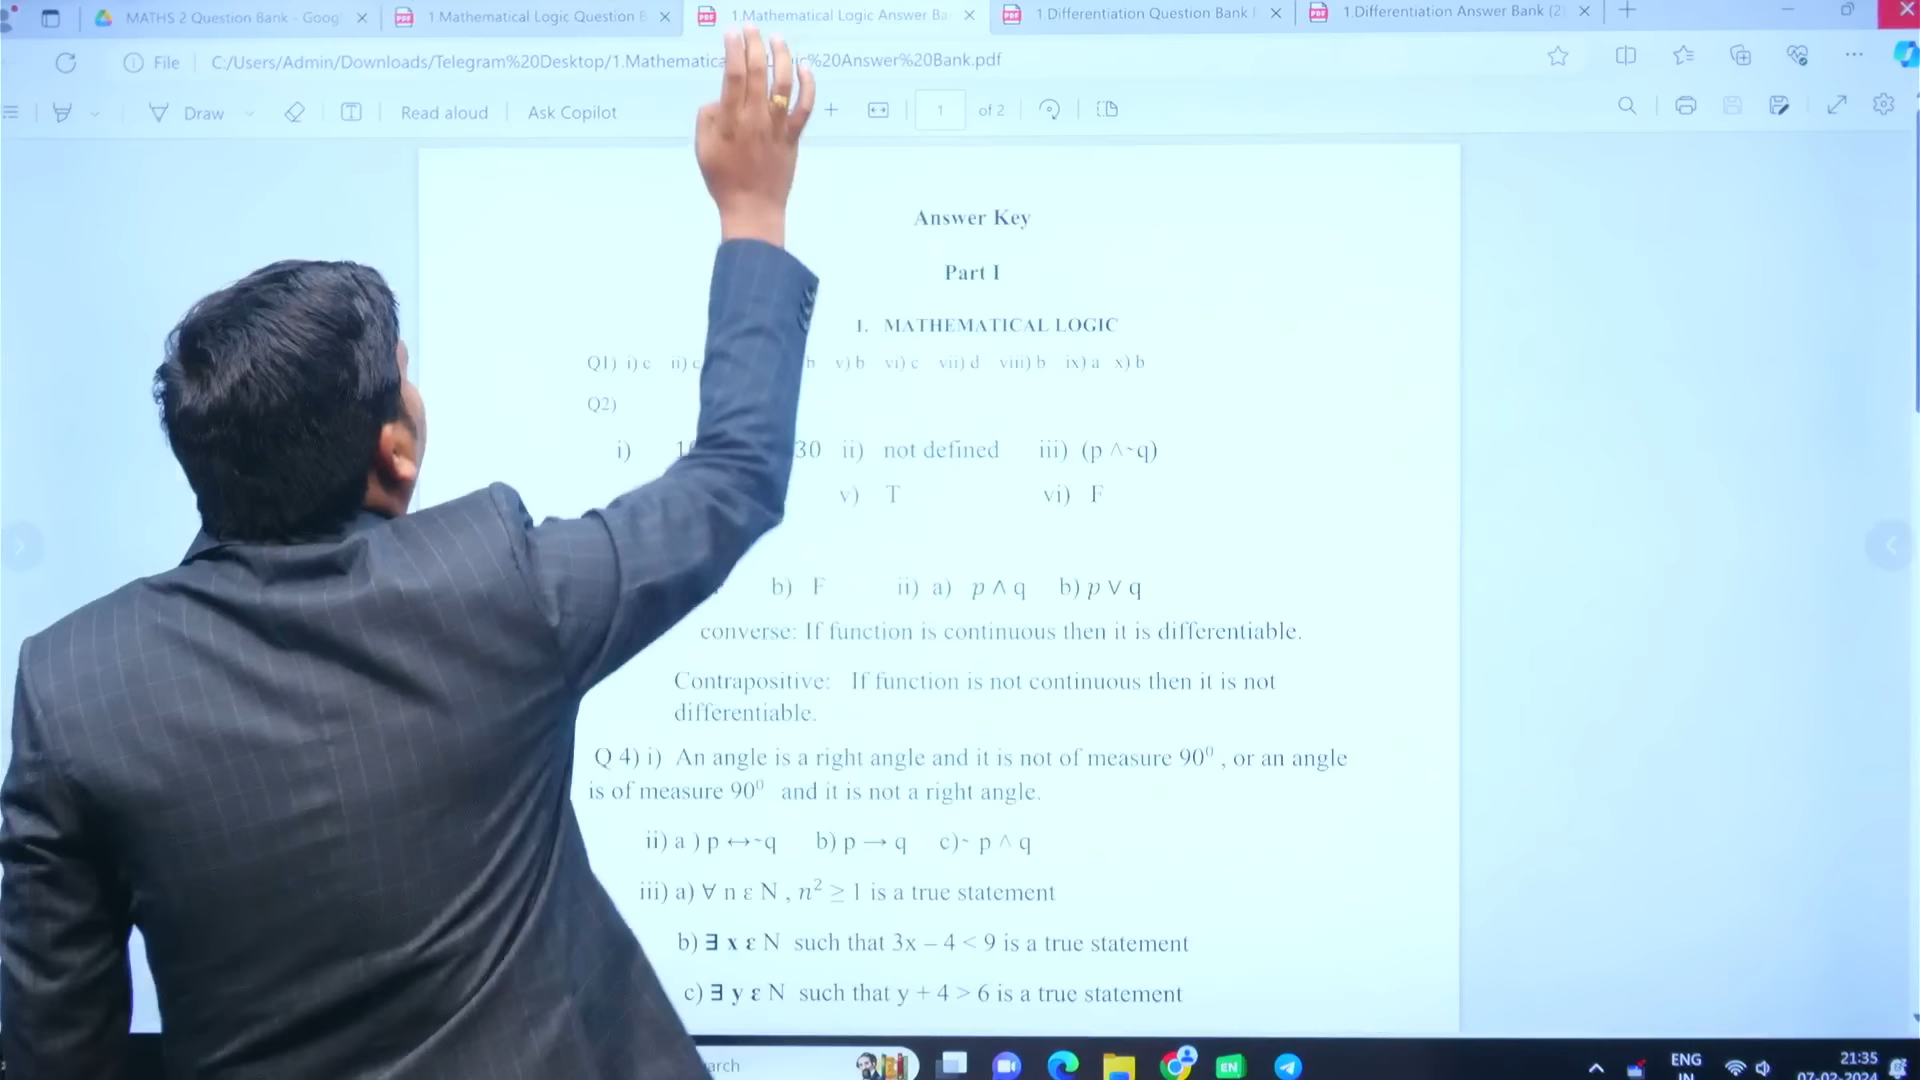 MATHS 2 Question Bank - Goog
1.Mathematical Logic Question B
1.Mathematical Logic Answer Ba
1.Differentiation Question Bank
1.Differentiation Answer Bank (2
File C:/Users/Admin/Downloads/Telegram%20Desktop/1.Mathematica ic%20Answer%20Bank.pdf
Draw Read aloud Ask Copilot 1 of 2
Answer Key
Part I
1. MATHEMATICAL LOGIC
Q1) i) c ii) c b v) b vi) c vii) d viii) b ix) a x) b
Q2)
i) 30 ii) not defined iii) (p ∧~q)
v) T vi) F
b) F ii) a) p ∧ q b) p ∨ q
converse: If function is continuous then it is differentiable.
Contrapositive: If function is not continuous then it is not
differentiable.
Q 4) i) An angle is a right angle and it is not of measure 90⁰ , or an angle
is of measure 90⁰ and it is not a right angle.
ii) a ) p ↔~q b) p → q c)~ p ∧ q
iii) a) ∀ n ε N , n² ≥ 1 is a true statement
b) ∃ x ε N such that 3x – 4 < 9 is a true statement
c) ∃ y ε N such that y + 4 > 6 is a true statement
arch
EN
ENG
IN
21:35
07-02-2024